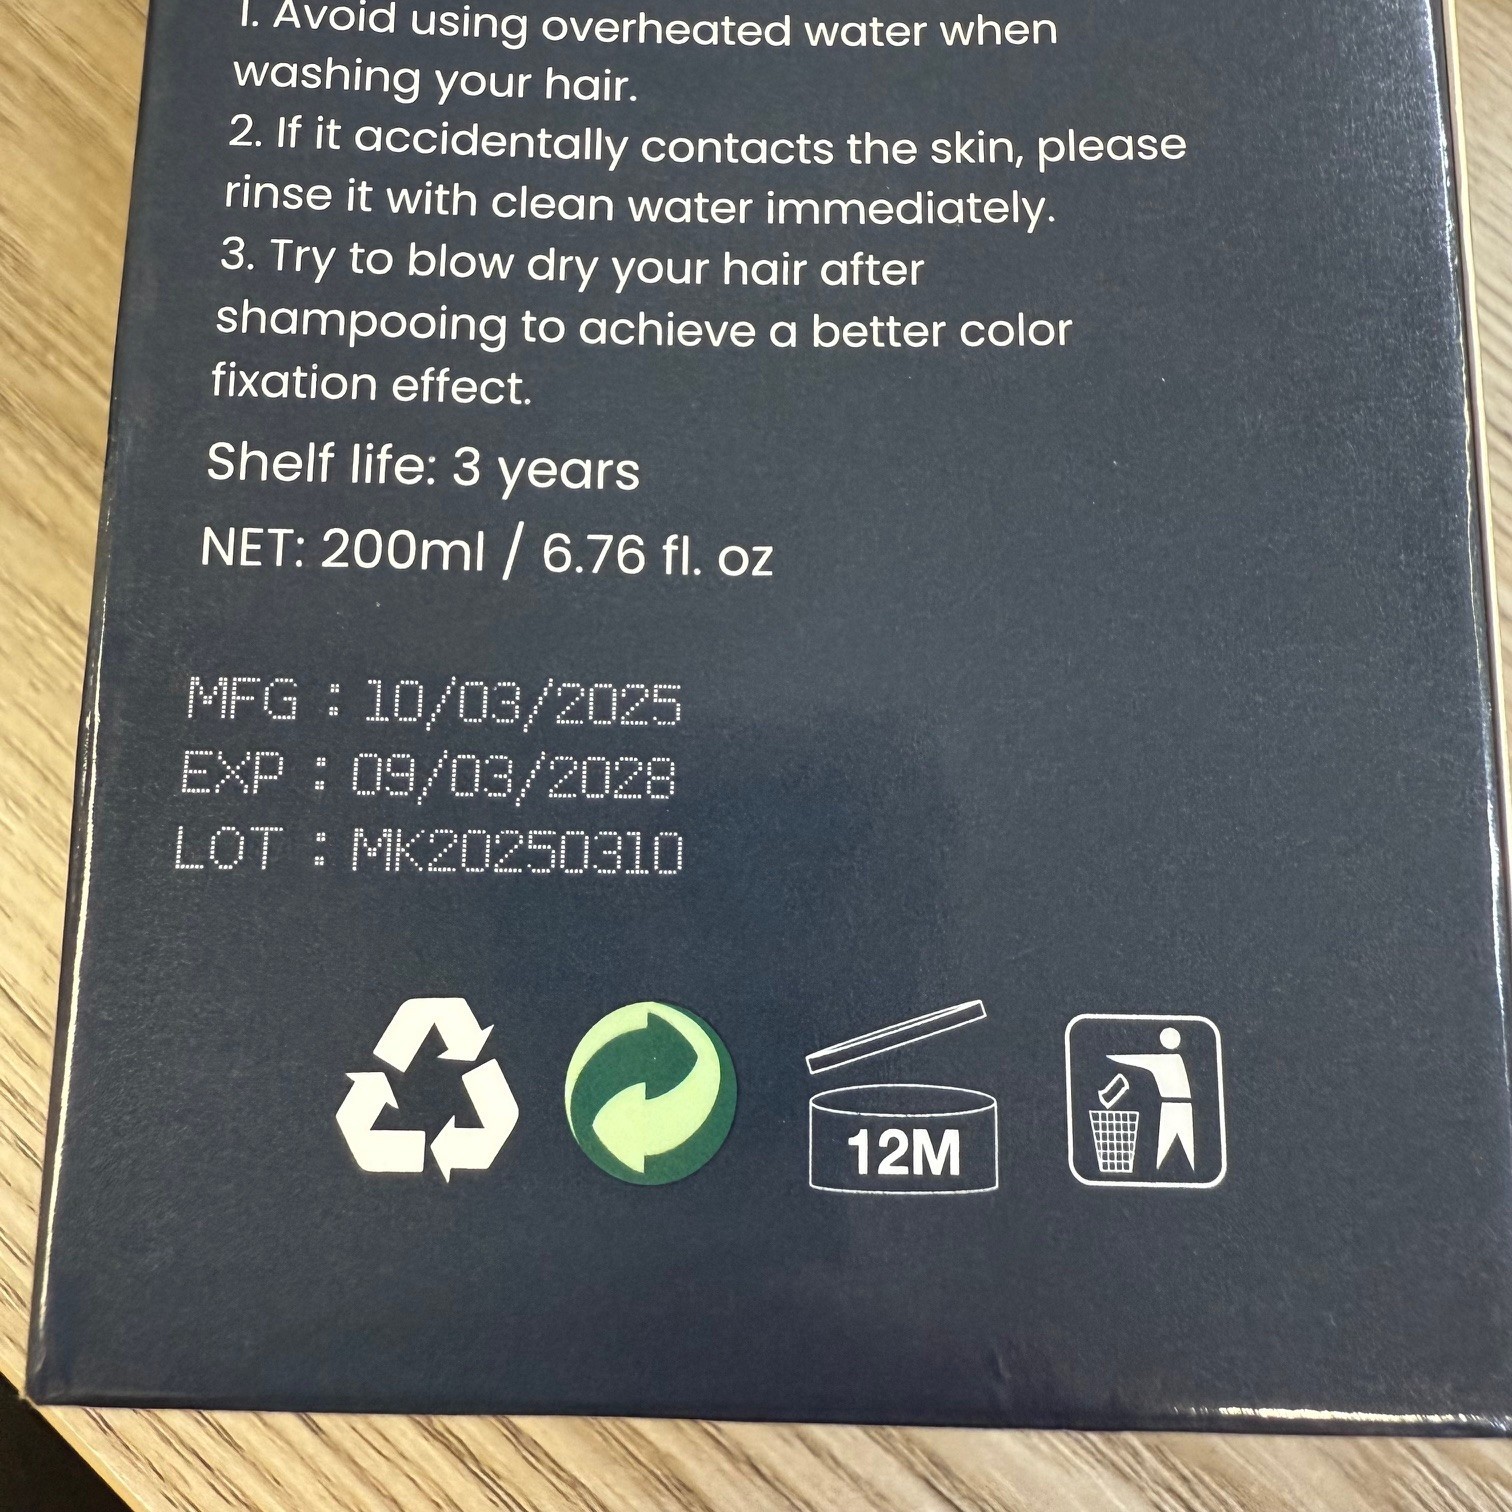 1. Avoid using overheated water when
washing your hair.
2. If it accidentally contacts the skin, please
rinse it with clean water immediately.
3. Try to blow dry your hair after
shampooing to achieve a better color
fixation effect.
Shelf life: 3 years
NET: 200ml / 6.76 fl. oz
MFG : 10/03/2025
EXP : 09/03/2028
LOT : MK20250310
12M